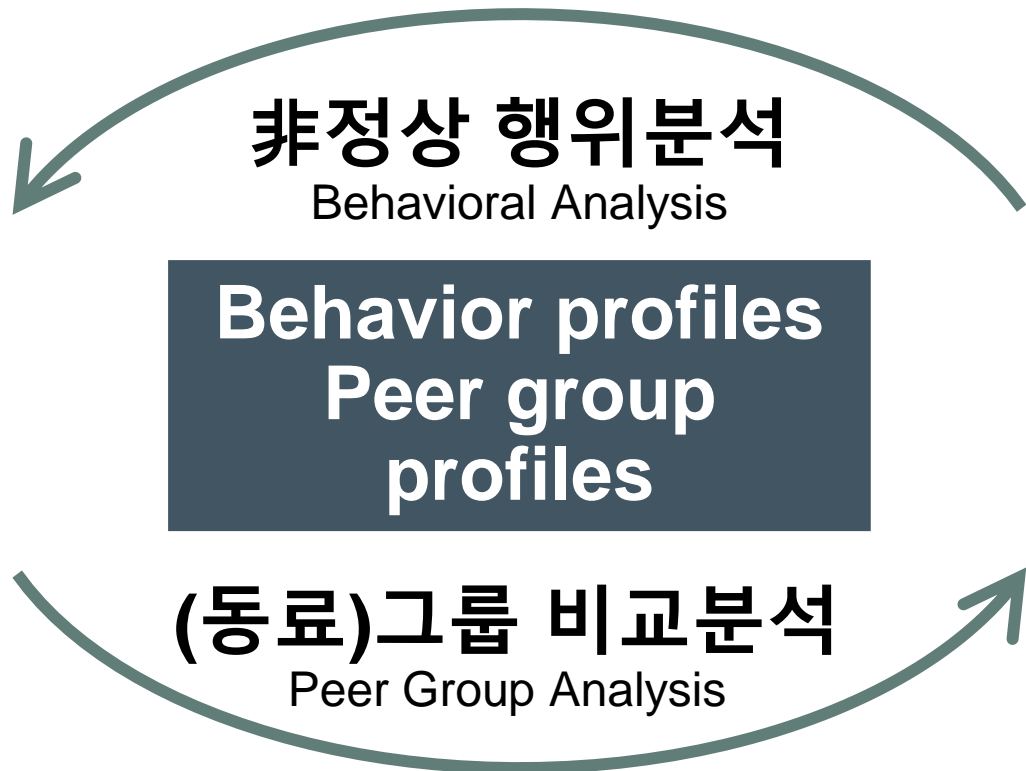 非정상 행위분석
Behavioral Analysis
Behavior profiles
Peer group
profiles
(동료)그룹 비교분석
Peer Group Analysis